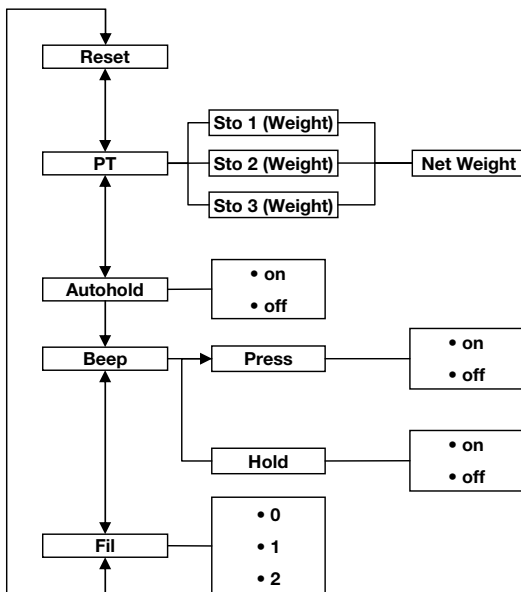 Reset
PT
Sto 1 (Weight)
Sto 2 (Weight)
Sto 3 (Weight)
Net Weight
Autohold
• on
• off
Beep
Press
• on
• off
Hold
• on
• off
Fil
• 0
• 1
• 2